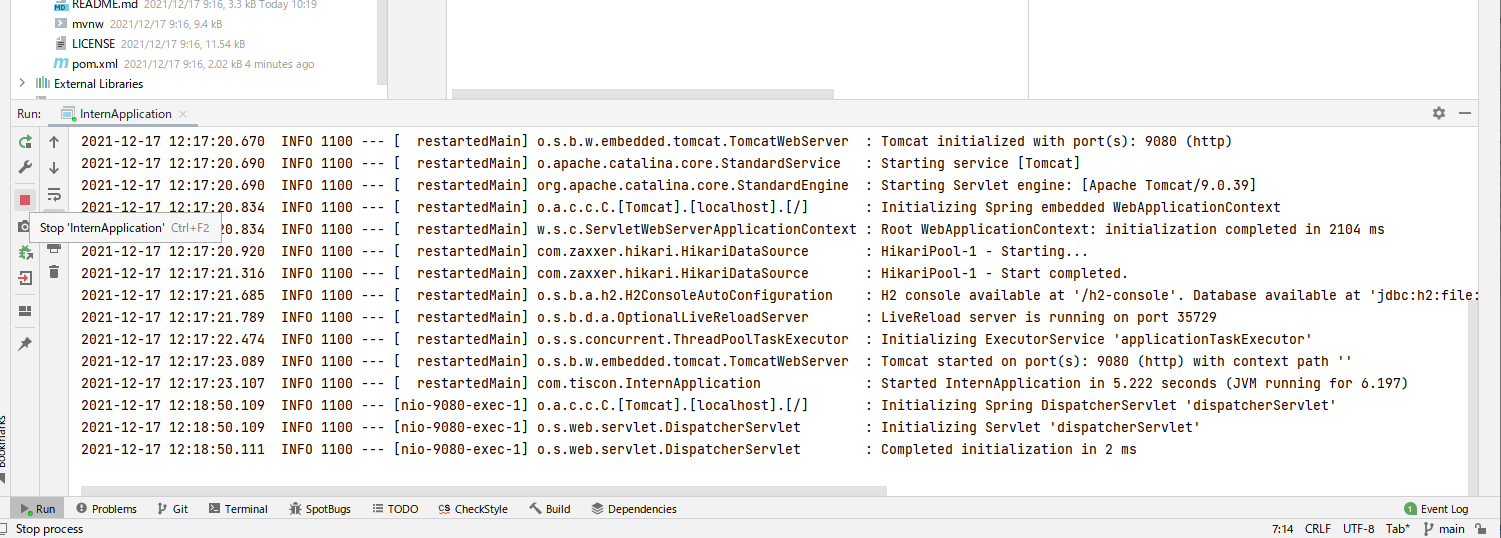 README.md 2021/12/17 9:16, 3.3 kB Today 10:19
mvnw 2021/12/17 9:16, 9.4 kB
LICENSE 2021/12/17 9:16, 11.54 kB
pom.xml 2021/12/17 9:16, 2.02 kB 4 minutes ago
External Libraries
Run: InternApplication
2021-12-17 12:17:20.670 INFO 1100 --- [ restartedMain] o.s.b.w.embedded.tomcat.TomcatWebServer : Tomcat initialized with port(s): 9080 (http)
2021-12-17 12:17:20.690 INFO 1100 --- [ restartedMain] o.apache.catalina.core.StandardService : Starting service [Tomcat]
2021-12-17 12:17:20.690 INFO 1100 --- [ restartedMain] org.apache.catalina.core.StandardEngine : Starting Servlet engine: [Apache Tomcat/9.0.39]
2021-12-17 12:17:20.834 INFO 1100 --- [ restartedMain] o.a.c.c.C.[Tomcat].[localhost].[/] : Initializing Spring embedded WebApplicationContext
Stop 'InternApplication' Ctrl+F2
20.834 INFO 1100 --- [ restartedMain] w.s.c.ServletWebServerApplicationContext : Root WebApplicationContext: initialization completed in 2104 ms
2021-12-17 12:17:20.920 INFO 1100 --- [ restartedMain] com.zaxxer.hikari.HikariDataSource : HikariPool-1 - Starting...
2021-12-17 12:17:21.316 INFO 1100 --- [ restartedMain] com.zaxxer.hikari.HikariDataSource : HikariPool-1 - Start completed.
2021-12-17 12:17:21.685 INFO 1100 --- [ restartedMain] o.s.b.a.h2.H2ConsoleAutoConfiguration : H2 console available at '/h2-console'. Database available at 'jdbc:h2:file:
2021-12-17 12:17:21.789 INFO 1100 --- [ restartedMain] o.s.b.d.a.OptionalLiveReloadServer : LiveReload server is running on port 35729
2021-12-17 12:17:22.474 INFO 1100 --- [ restartedMain] o.s.s.concurrent.ThreadPoolTaskExecutor : Initializing ExecutorService 'applicationTaskExecutor'
2021-12-17 12:17:23.089 INFO 1100 --- [ restartedMain] o.s.b.w.embedded.tomcat.TomcatWebServer : Tomcat started on port(s): 9080 (http) with context path ''
2021-12-17 12:17:23.107 INFO 1100 --- [ restartedMain] com.tiscon.InternApplication : Started InternApplication in 5.222 seconds (JVM running for 6.197)
2021-12-17 12:18:50.109 INFO 1100 --- [nio-9080-exec-1] o.a.c.c.C.[Tomcat].[localhost].[/] : Initializing Spring DispatcherServlet 'dispatcherServlet'
2021-12-17 12:18:50.109 INFO 1100 --- [nio-9080-exec-1] o.s.web.servlet.DispatcherServlet : Initializing Servlet 'dispatcherServlet'
2021-12-17 12:18:50.111 INFO 1100 --- [nio-9080-exec-1] o.s.web.servlet.DispatcherServlet : Completed initialization in 2 ms
Bookmarks
Run Problems Git Terminal SpotBugs TODO CheckStyle Build Dependencies 1 Event Log
Stop process 7:14 CRLF UTF-8 Tab* main